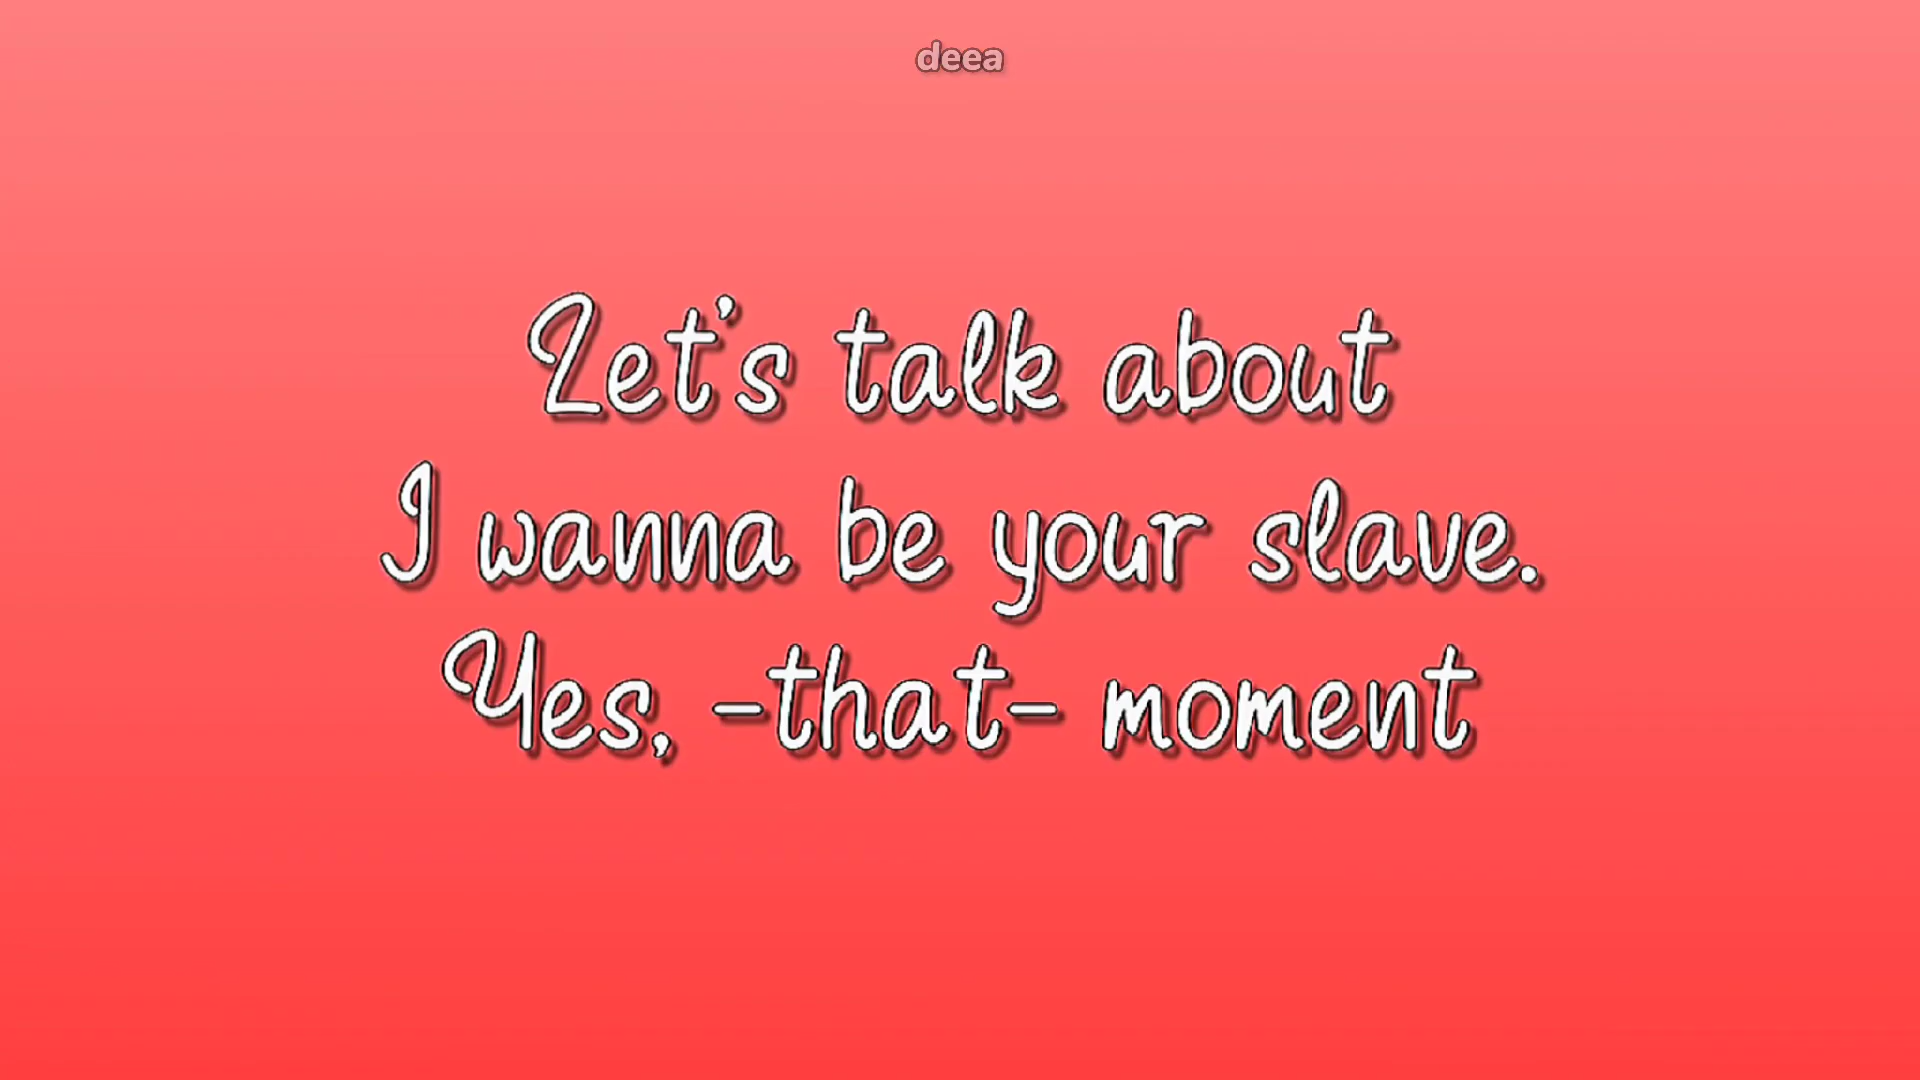 deea
Let's talk about
I wanna be your slave.
Yes, -that- moment